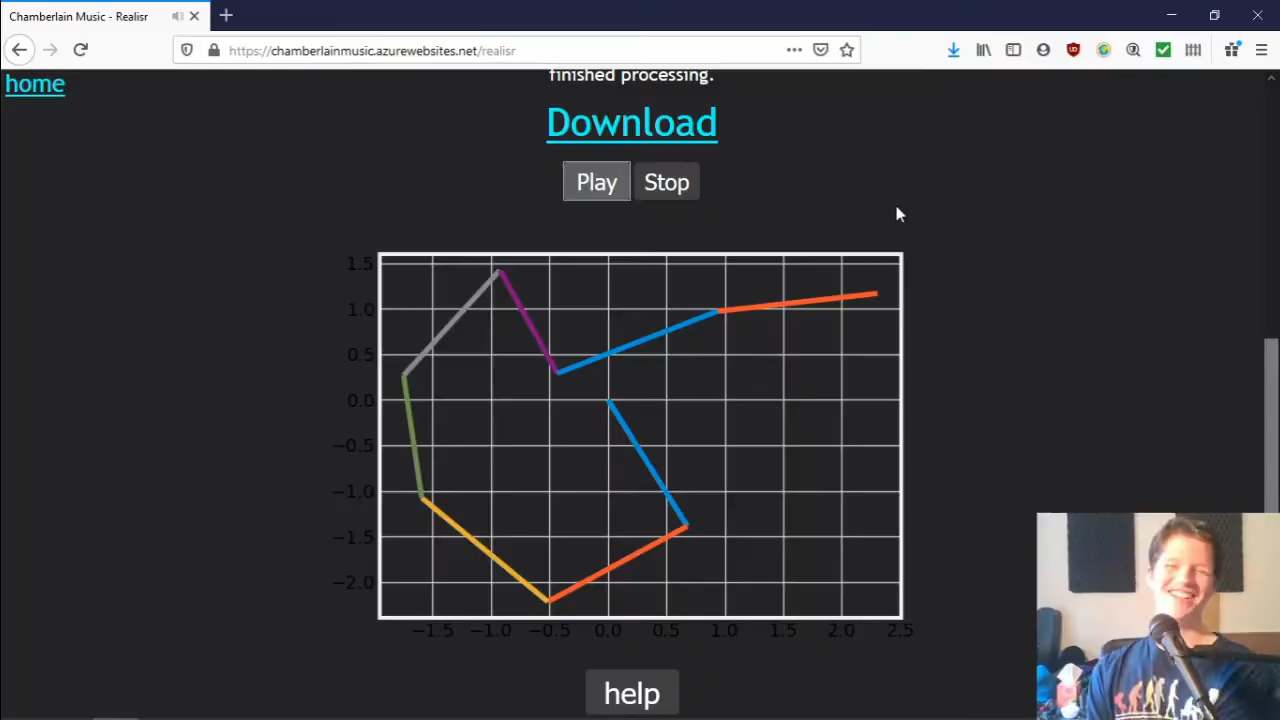 Chamberlain Music - Realisr
https://chamberlainmusic.azurewebsites.net/realisr
home
finished processing.
Download
Play Stop
1.5
1.0
0.5
0.0
−0.5
−1.0
−1.5
−2.0
−1.5 −1.0 −0.5 0.0 0.5 1.0 1.5 2.0 2.5
help